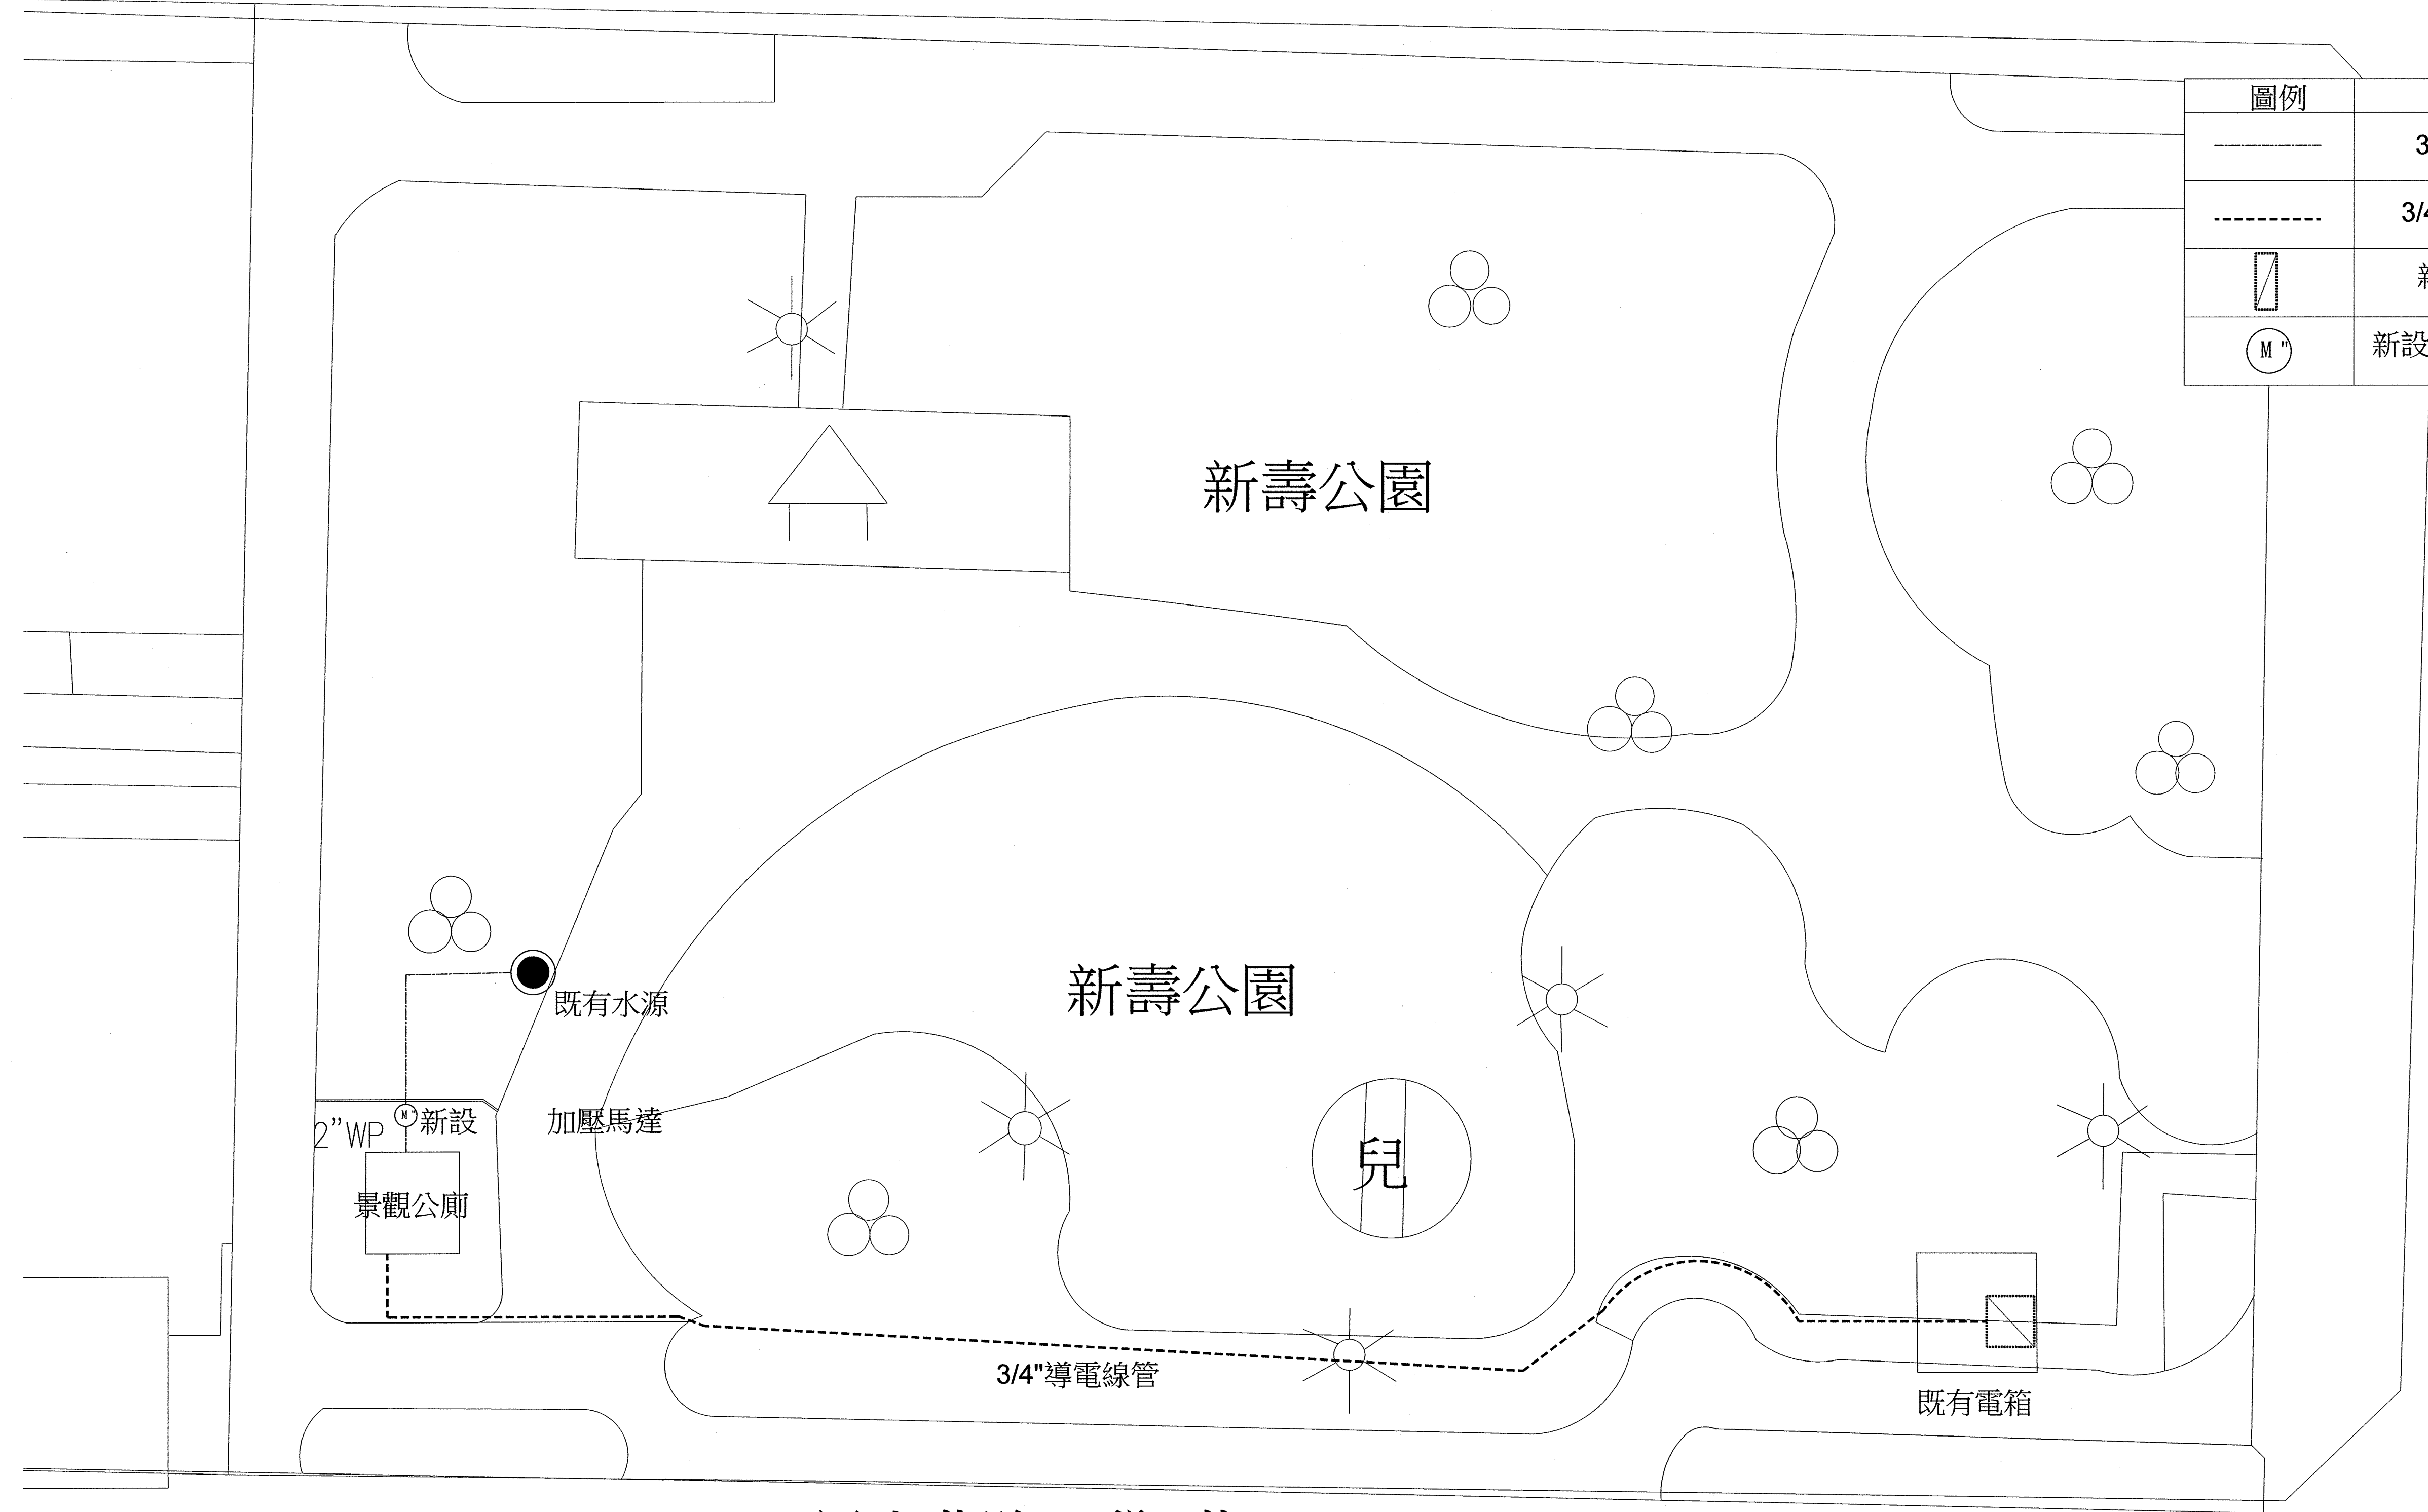 圖例
3
3/4
M "
新設
新壽公園
新壽公園
既有水源
M"
新設
加壓馬達
2"WP
景觀公廁
兒
3/4"導電線管
既有電箱